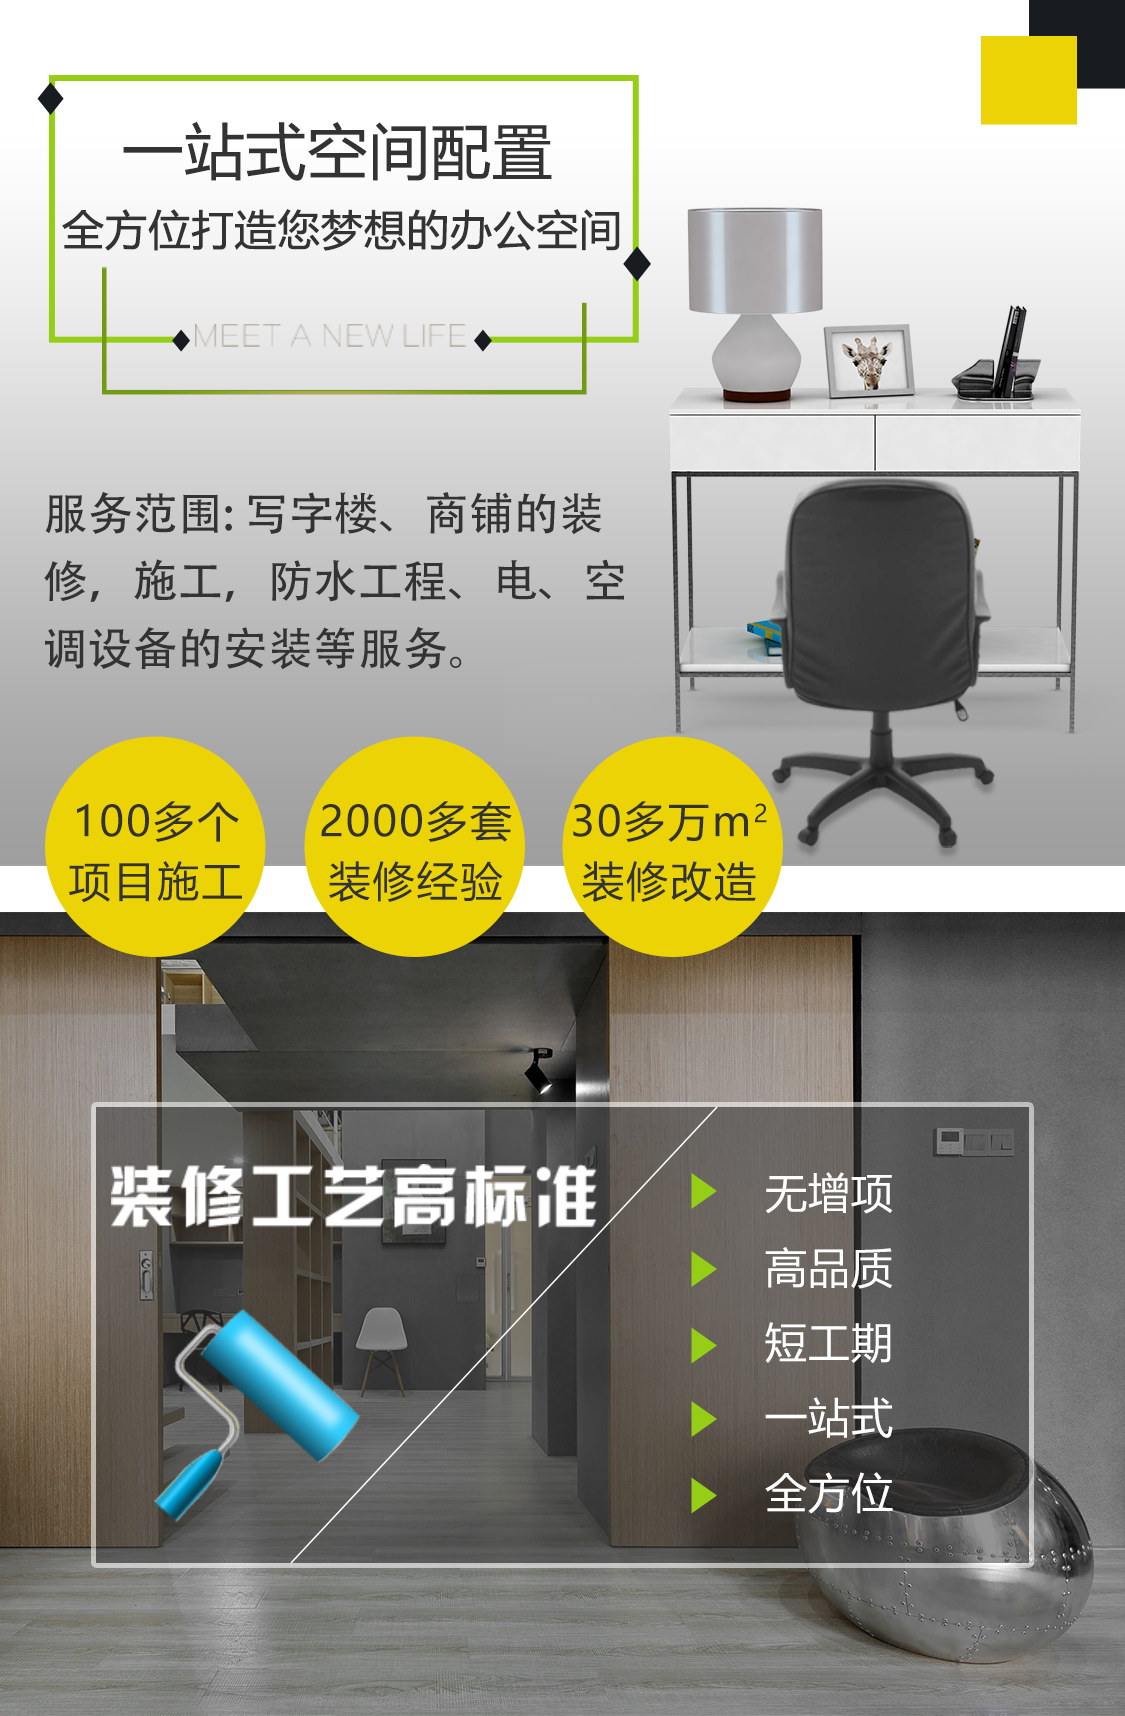 一站式空间配置
全方位打造您梦想的办公空间
MEET A NEW LIFE
服务范围: 写字楼、商铺的装
修，施工，防水工程、电、空
调设备的安装等服务。
100多个
项目施工
2000多套
装修经验
30多万m²
装修改造
装修工艺高标准
无增项
高品质
短工期
一站式
全方位